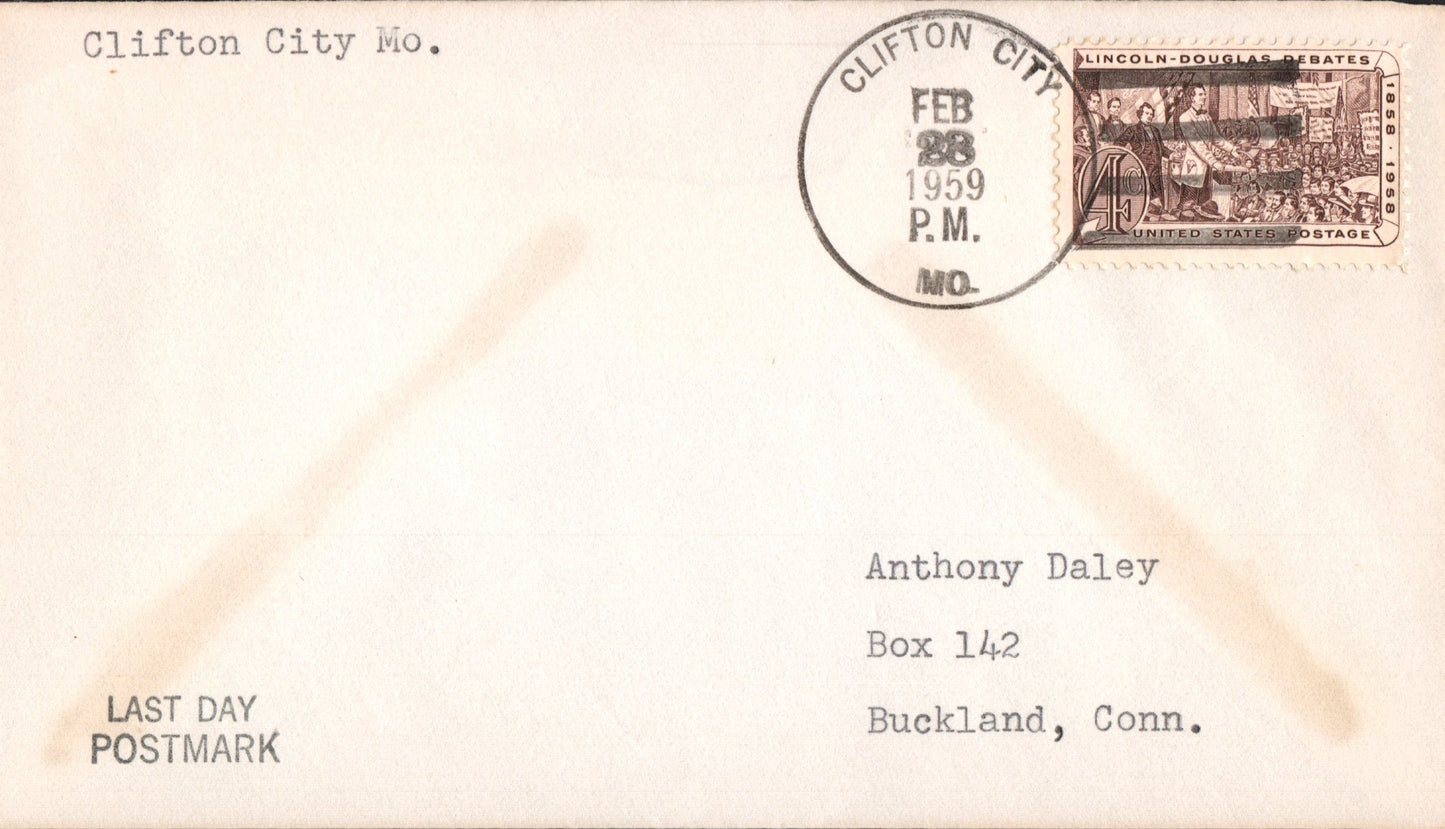 Clifton City Mo.
CLIFTON CITY
FEB
28
1959
P.M.
MO.
LINCOLN-DOUGLAS DEBATES
1858 · 1958
4c
UNITED STATES POSTAGE
Anthony Daley
Box 142
Buckland, Conn.
LAST DAY
POSTMARK